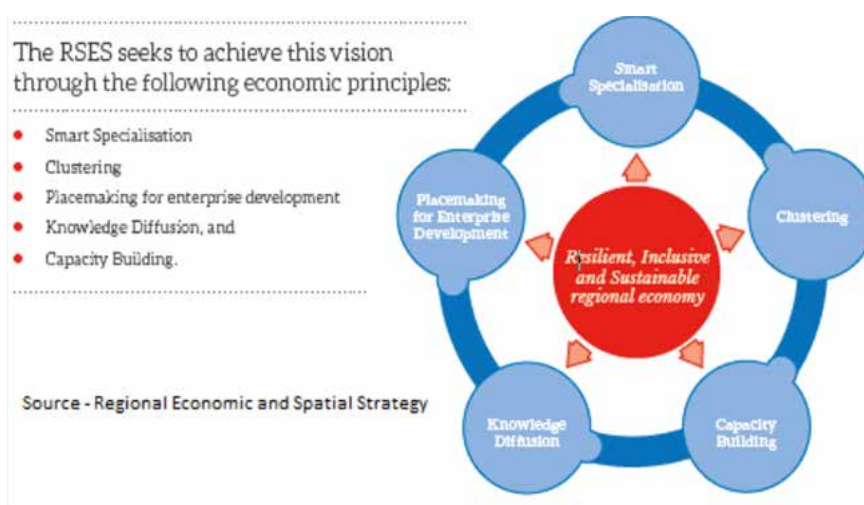 The RSES seeks to achieve this vision
through the following economic principles:
Smart Specialisation
Clustering
Placemaking for enterprise development
Knowledge Diffusion, and
Capacity Building.
Source - Regional Economic and Spatial Strategy
Smart
Specialisation
Clustering
Capacity
Building
Knowledge
Diffusion
Placemaking
for Enterprise
Development
Resilient, Inclusive
and Sustainable
regional economy